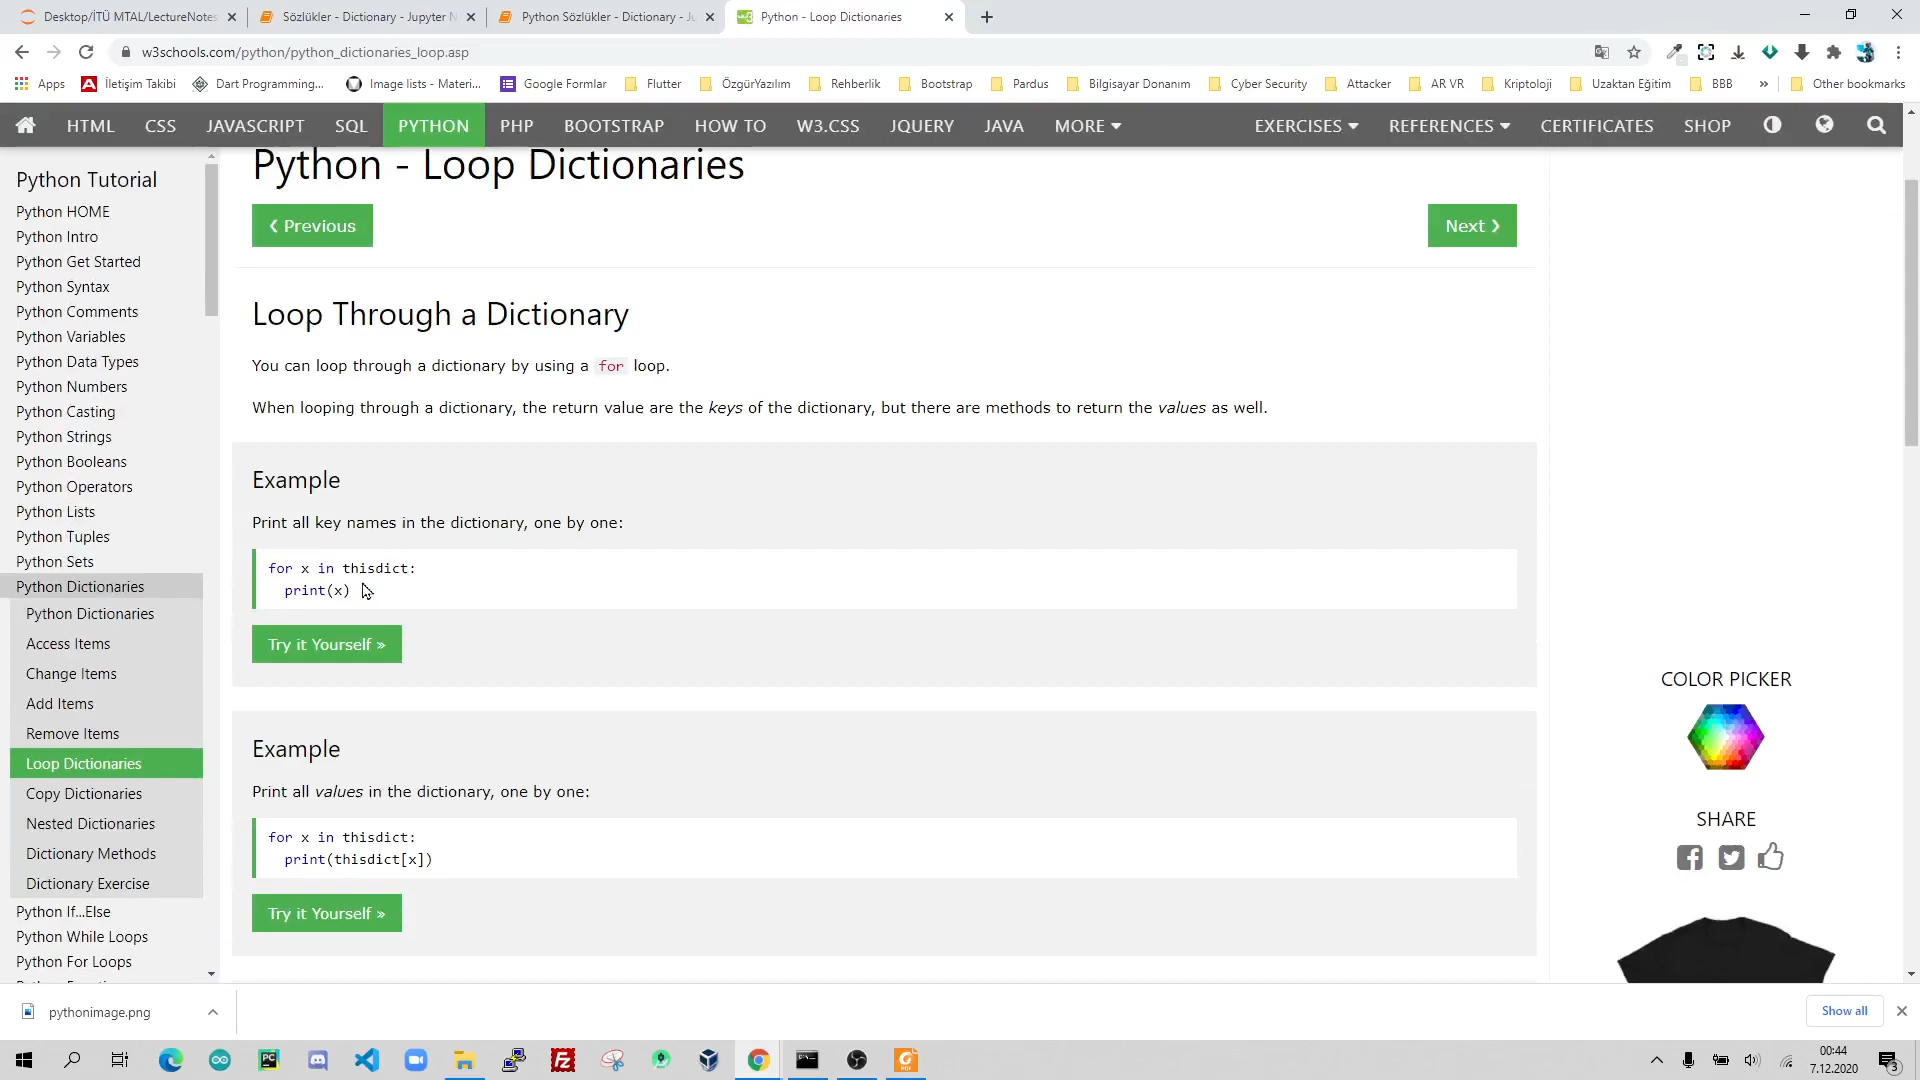 Desktop/İTÜ MTAL/LectureNotes
Sözlükler - Dictionary - Jupyter N
Python Sözlükler - Dictionary - Ju
Python - Loop Dictionaries
w3schools.com/python/python_dictionaries_loop.asp
Apps
İletişim Takibi
Dart Programming...
Image lists - Materi...
Google Formlar
Flutter
ÖzgürYazılım
Rehberlik
Bootstrap
Pardus
Bilgisayar Donanım
Cyber Security
Attacker
AR VR
Kriptoloji
Uzaktan Eğitim
BBB
»
Other bookmarks
HTML
CSS
JAVASCRIPT
SQL
PYTHON
PHP
BOOTSTRAP
HOW TO
W3.CSS
JQUERY
JAVA
MORE
EXERCISES
REFERENCES
CERTIFICATES
SHOP
Python Tutorial
Python HOME
Python Intro
Python Get Started
Python Syntax
Python Comments
Python Variables
Python Data Types
Python Numbers
Python Casting
Python Strings
Python Booleans
Python Operators
Python Lists
Python Tuples
Python Sets
Python Dictionaries
Python Dictionaries
Access Items
Change Items
Add Items
Remove Items
Loop Dictionaries
Copy Dictionaries
Nested Dictionaries
Dictionary Methods
Dictionary Exercise
Python If...Else
Python While Loops
Python For Loops
Python - Loop Dictionaries
❮ Previous
Next ❯
Loop Through a Dictionary
You can loop through a dictionary by using a for loop.
When looping through a dictionary, the return value are the keys of the dictionary, but there are methods to return the values as well.
Example
Print all key names in the dictionary, one by one:
for x in thisdict:
print(x)
Try it Yourself »
Example
Print all values in the dictionary, one by one:
for x in thisdict:
print(thisdict[x])
Try it Yourself »
COLOR PICKER
SHARE
pythonimage.png
Show all
00:44
7.12.2020
3